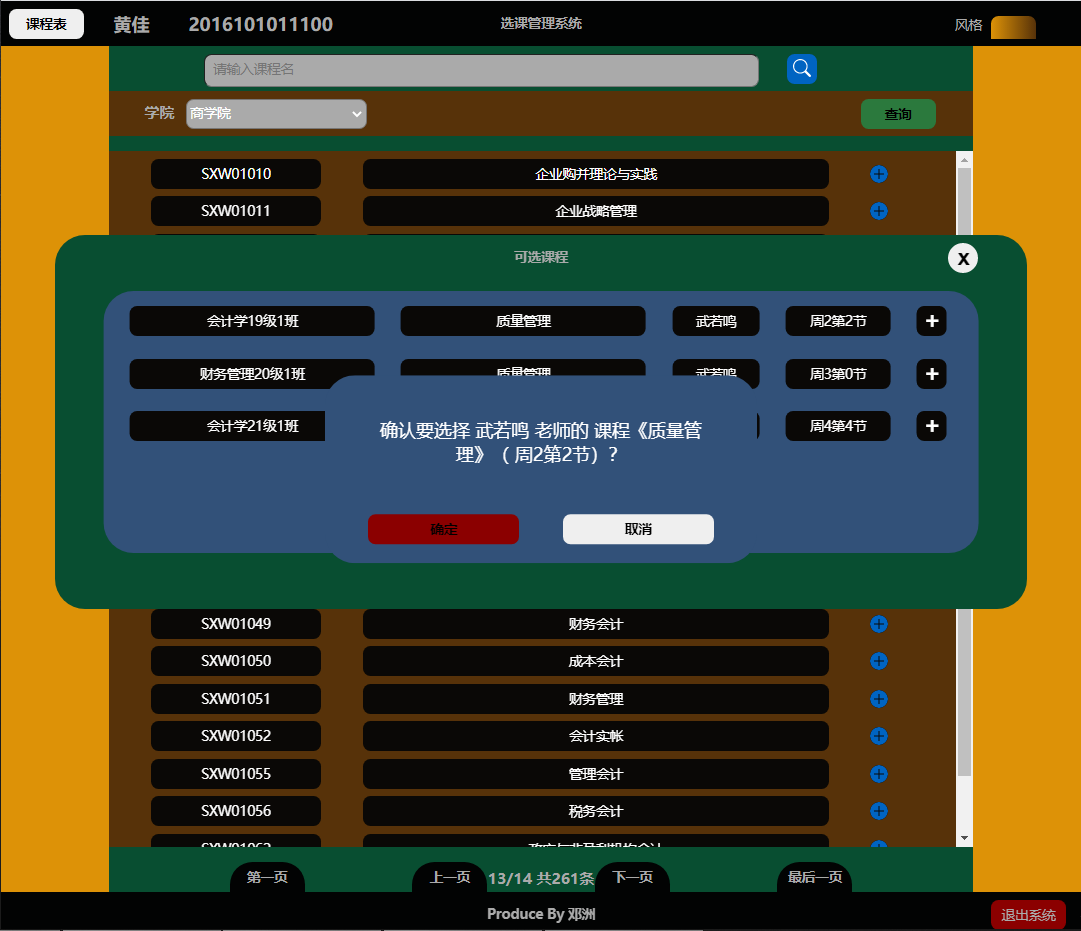 课程表 黄佳 2016101011100 选课管理系统 风格
请输入课程名
学院 商学院 查询
SXW01010 企业购并理论与实践
SXW01011 企业战略管理
可选课程 X
会计学19级1班 质量管理 武若鸣 周2第2节 +
财务管理20级1班 质量管理 武若鸣 周3第0节 +
会计学21级1班 周4第4节 +
确认要选择 武若鸣 老师的 课程《质量管
理》（ 周2第2节）?
确定 取消
SXW01049 财务会计
SXW01050 成本会计
SXW01051 财务管理
SXW01052 会计实帐
SXW01055 管理会计
SXW01056 税务会计
第一页 上一页 13/14 共261条 下一页 最后一页
Produce By 邓洲 退出系统